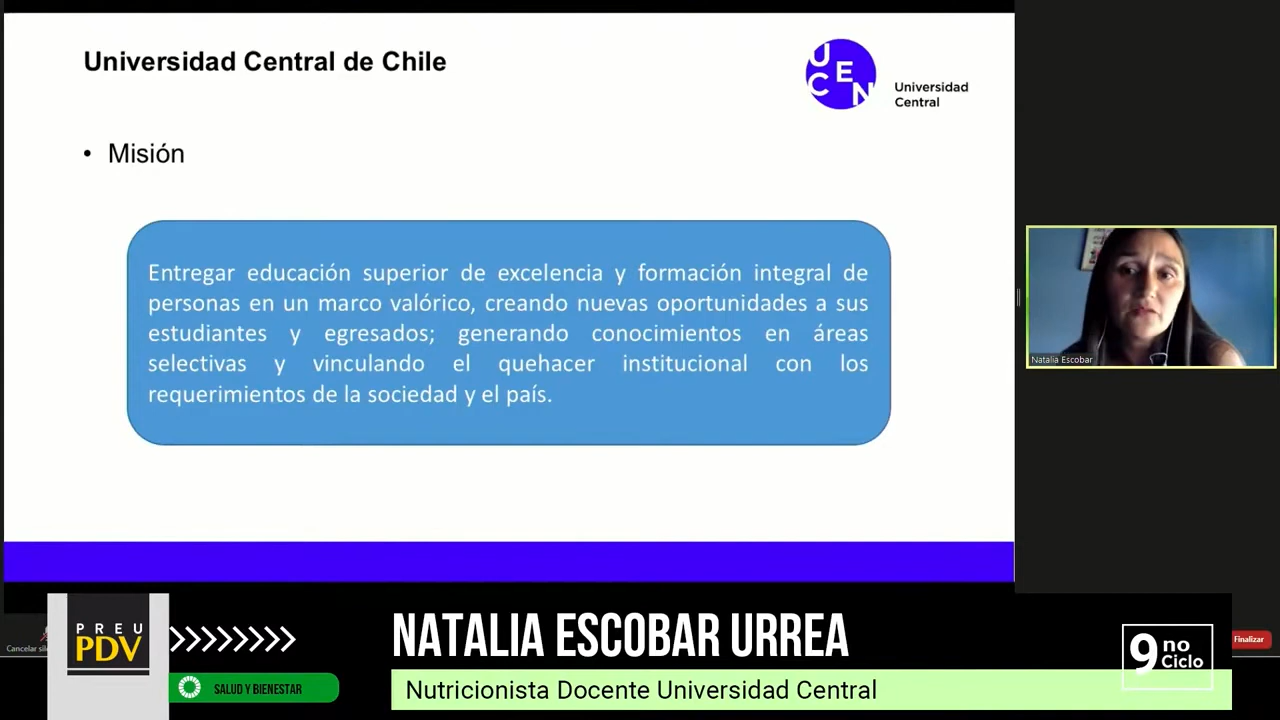 Universidad Central de Chile
U
C E N
Universidad
Central
• Misión
Entregar educación superior de excelencia y formación integral de
personas en un marco valórico, creando nuevas oportunidades a sus
estudiantes y egresados; generando conocimientos en áreas
selectivas y vinculando el quehacer institucional con los
requerimientos de la sociedad y el país.
Natalia Escobar
Cancelar
Finalizar
PREU
PDV
NATALIA ESCOBAR URREA
9no
Ciclo
SALUD Y BIENESTAR
Nutricionista Docente Universidad Central